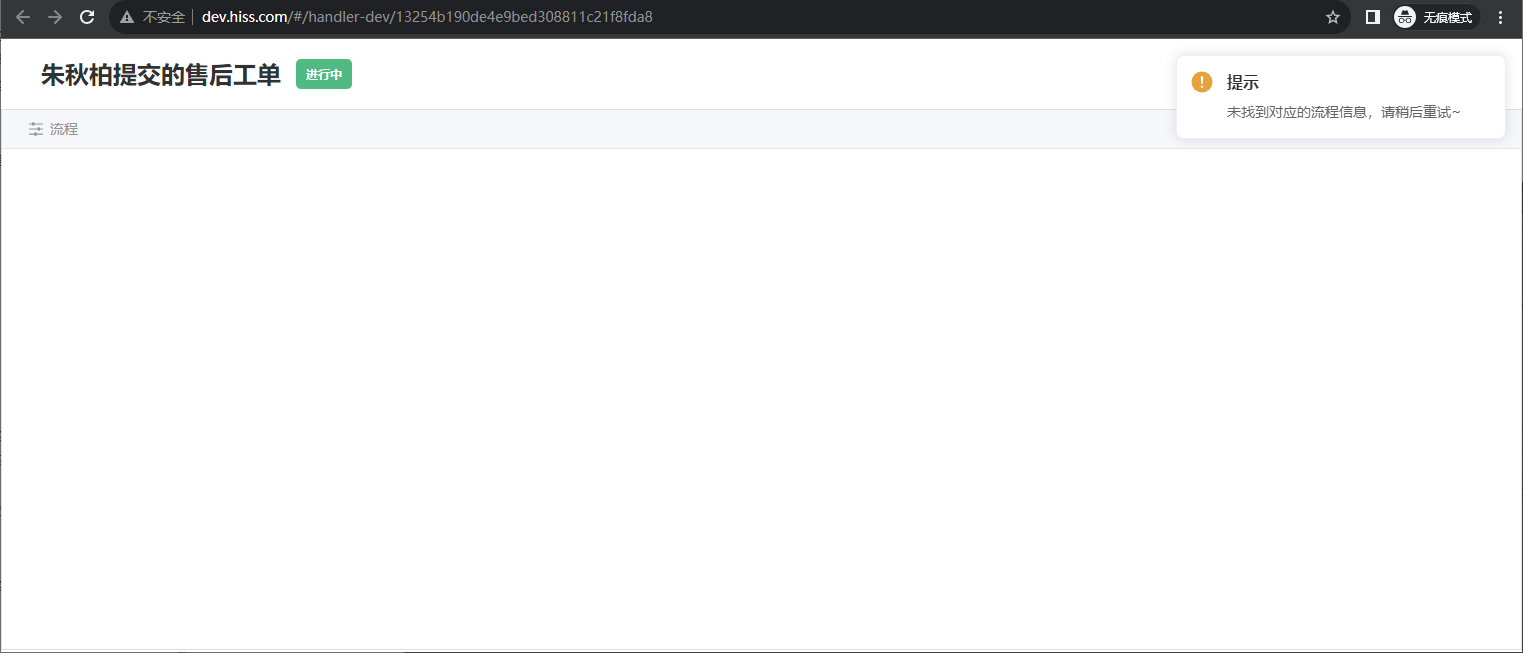 不安全 dev.hiss.com/#/handler-dev/13254b190de4e9bed308811c21f8fda8 无痕模式
朱秋柏提交的售后工单 进行中
提示
未找到对应的流程信息，请稍后重试~
流程